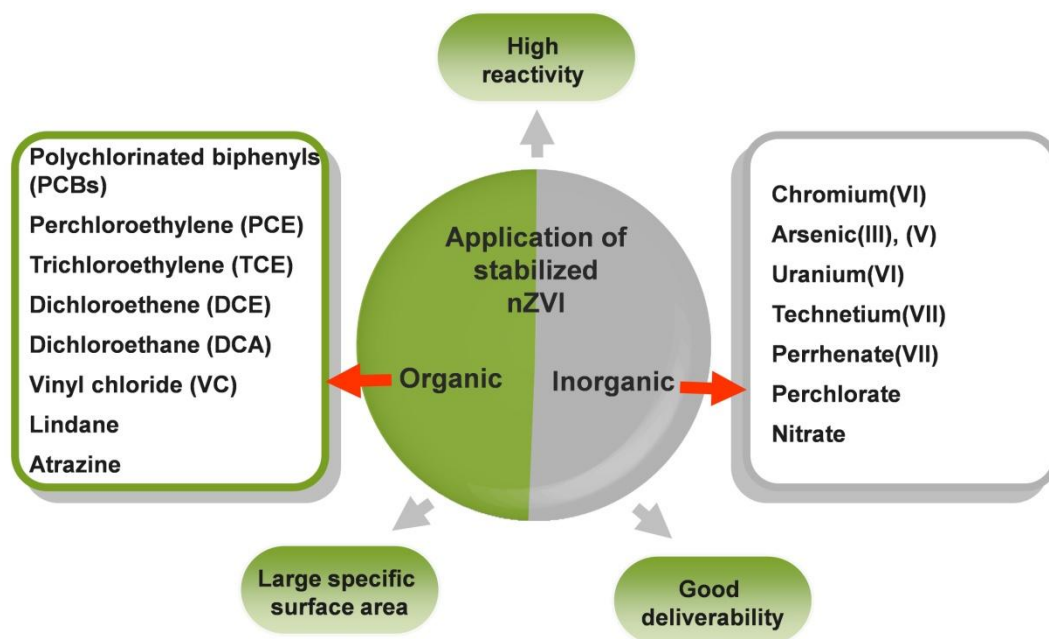 High
reactivity
Polychlorinated biphenyls
(PCBs)
Perchloroethylene (PCE)
Trichloroethylene (TCE)
Dichloroethene (DCE)
Dichloroethane (DCA)
Vinyl chloride (VC)
Lindane
Atrazine
Application of
stabilized
nZVI
Organic
Inorganic
Chromium(VI)
Arsenic(III), (V)
Uranium(VI)
Technetium(VII)
Perrhenate(VII)
Perchlorate
Nitrate
Large specific
surface area
Good
deliverability